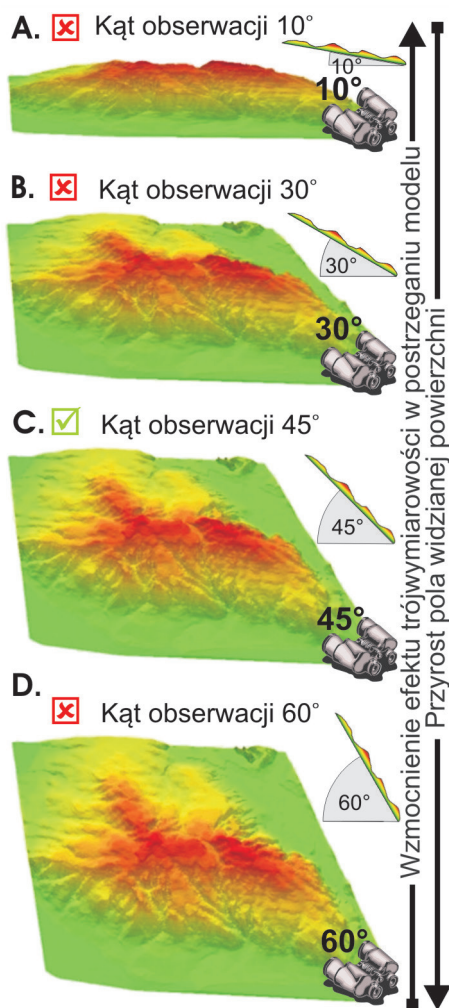 A. Kąt obserwacji 10°
10°
10°
B. Kąt obserwacji 30°
30°
30°
C. Kąt obserwacji 45°
45°
45°
D.
Kąt obserwacji 60°
60°
60°
Wzmocnienie efektu trójwymiarowości w postrzeganiu modelu
Przyrost pola widzianej powierzchni